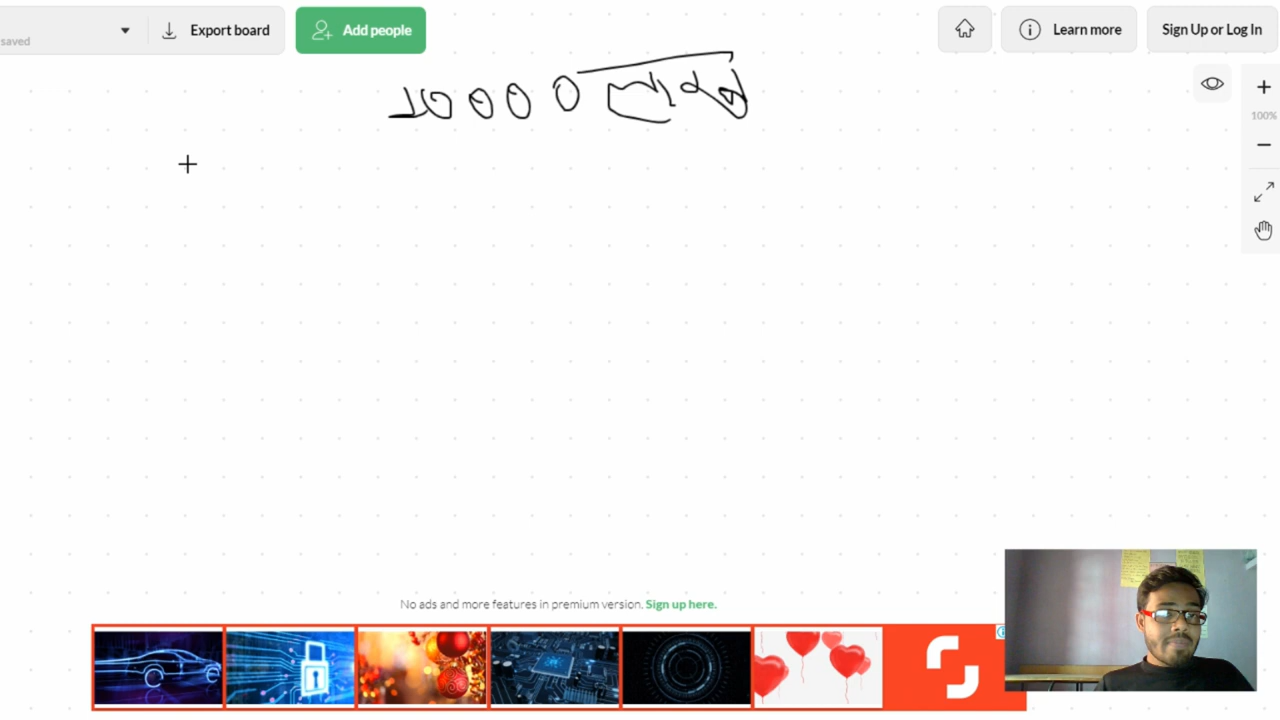 saved
Export board
Add people
Learn more
Sign Up or Log In
10000
100%
No ads and more features in premium version. Sign up here.